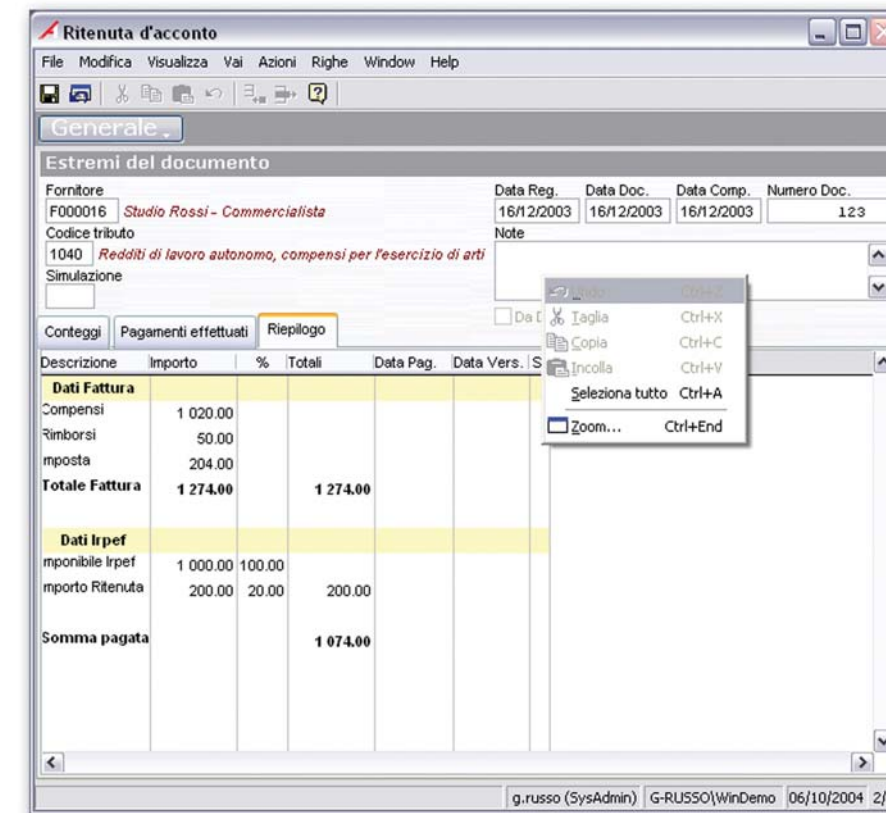 Ritenuta d'acconto
File Modifica Visualizza Vai Azioni Righe Window Help
Generale
Estremi del documento
Fornitore Data Reg. Data Doc. Data Comp. Numero Doc.
F000016 Studio Rossi - Commercialista 16/12/2003 16/12/2003 16/12/2003 123
Codice tributo Note
1040 Redditi di lavoro autonomo, compensi per l'esercizio di arti
Simulazione
Da
Undo Ctrl+Z
Taglia Ctrl+X
Copia Ctrl+C
Incolla Ctrl+V
Seleziona tutto Ctrl+A
Zoom... Ctrl+End
Conteggi Pagamenti effettuati Riepilogo
Descrizione Importo % Totali Data Pag. Data Vers. S
Dati Fattura
Compensi 1 020.00
Rimborsi 50.00
mposta 204.00
Totale Fattura 1 274.00 1 274.00
Dati Irpef
mponibile Irpef 1 000.00 100.00
mporto Ritenuta 200.00 20.00 200.00
Somma pagata 1 074.00
g.russo (SysAdmin) G-RUSSO\WinDemo 06/10/2004 2/